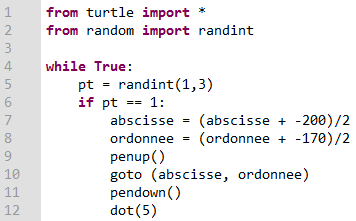 1 from turtle import *
2 from random import randint
3
4 while True:
5     pt = randint(1,3)
6     if pt == 1:
7         abscisse = (abscisse + -200)/2
8         ordonnee = (ordonnee + -170)/2
9         penup()
10         goto (abscisse, ordonnee)
11         pendown()
12         dot(5)